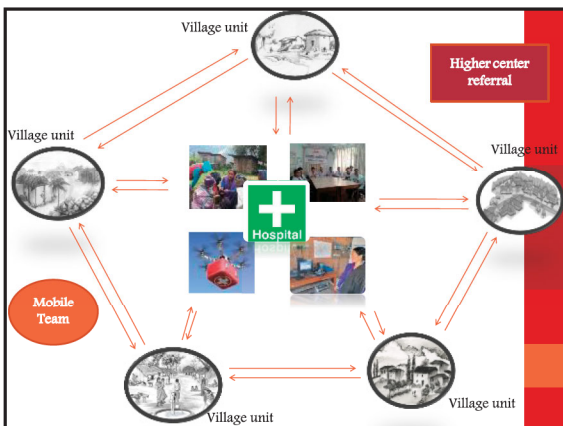 Village unit
Higher center
referral
Village unit
Village unit
Hospital
Mobile
Team
Village unit
Village unit